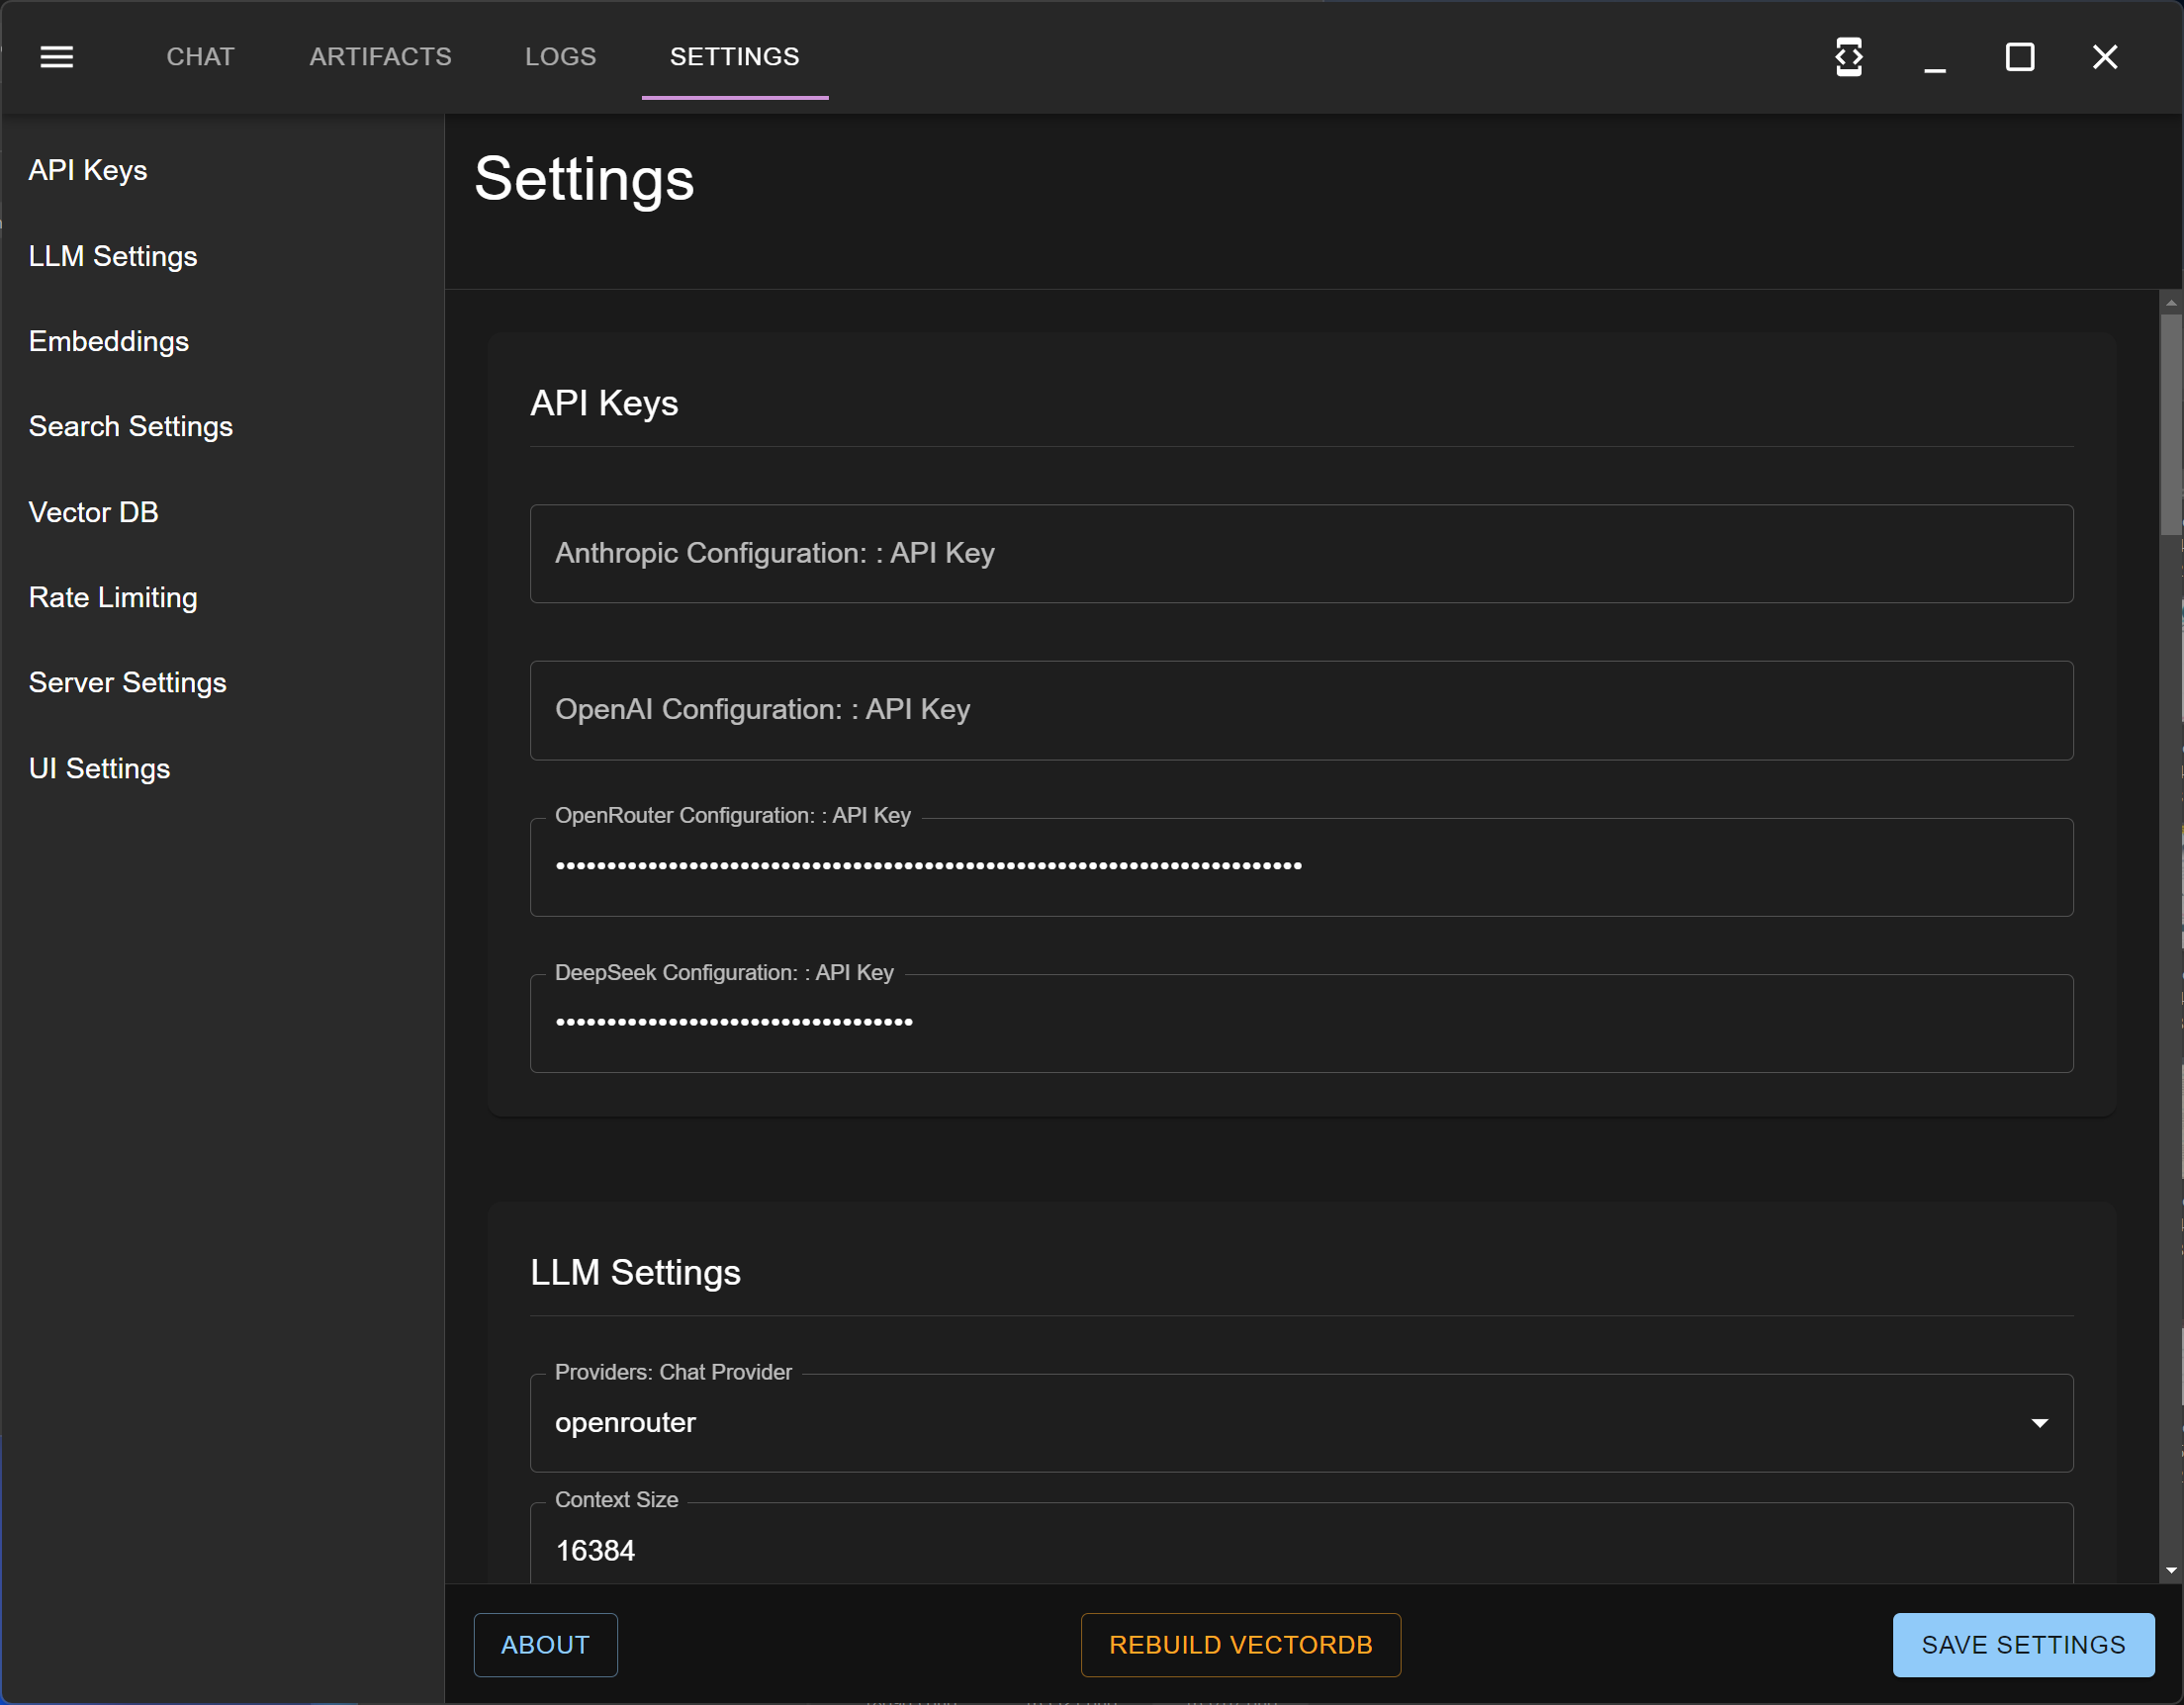 CHAT
ARTIFACTS
LOGS
SETTINGS
API Keys
LLM Settings
Embeddings
Search Settings
Vector DB
Rate Limiting
Server Settings
UI Settings
Settings
API Keys
Anthropic Configuration: : API Key
OpenAI Configuration: : API Key
OpenRouter Configuration: : API Key
DeepSeek Configuration: : API Key
LLM Settings
Providers: Chat Provider
openrouter
Context Size
16384
ABOUT
REBUILD VECTORDB
SAVE SETTINGS